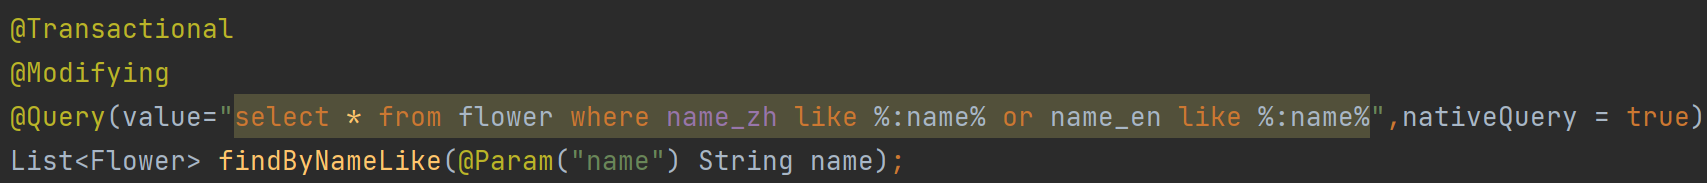 @Transactional
@Modifying
@Query(value="select * from flower where name_zh like %:name% or name_en like %:name%",nativeQuery = true)
List<Flower> findByNameLike(@Param("name") String name);